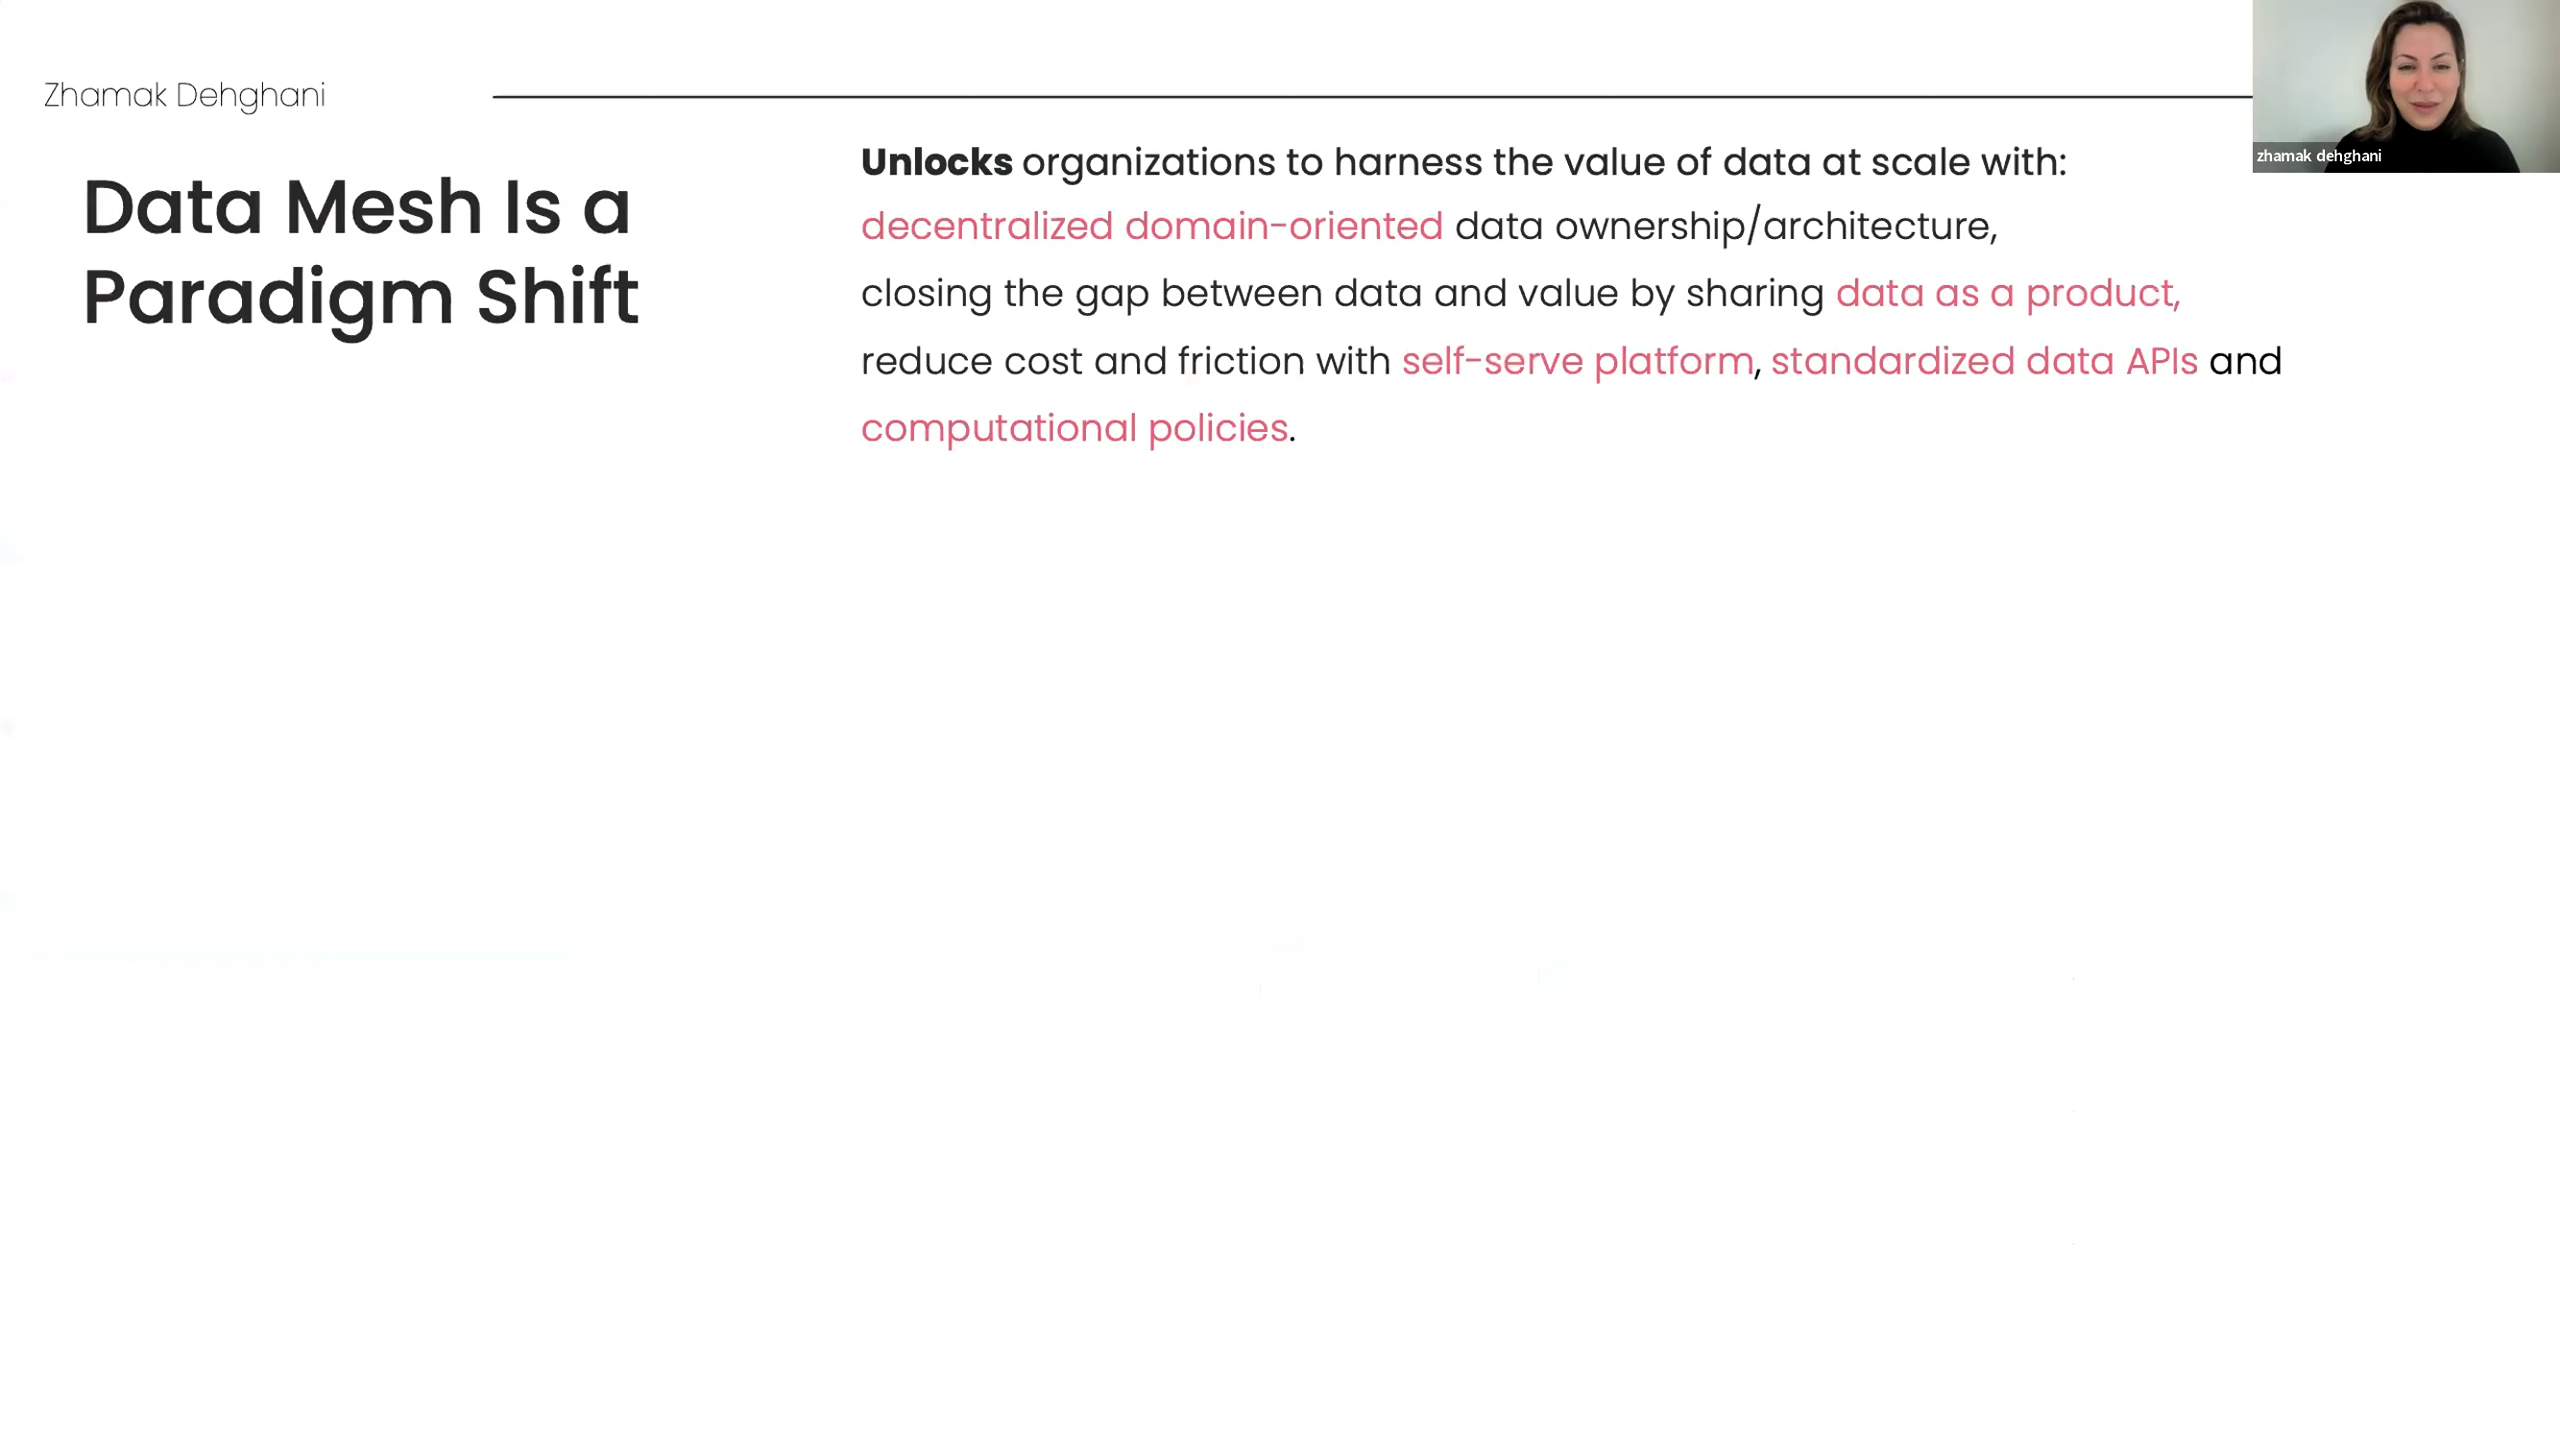 Zhamak Dehghani
Data Mesh Is a
Paradigm Shift
Unlocks organizations to harness the value of data at scale with:
decentralized domain-oriented data ownership/architecture,
closing the gap between data and value by sharing data as a product,
reduce cost and friction with self-serve platform, standardized data APIs and
computational policies.
zhamak dehghani